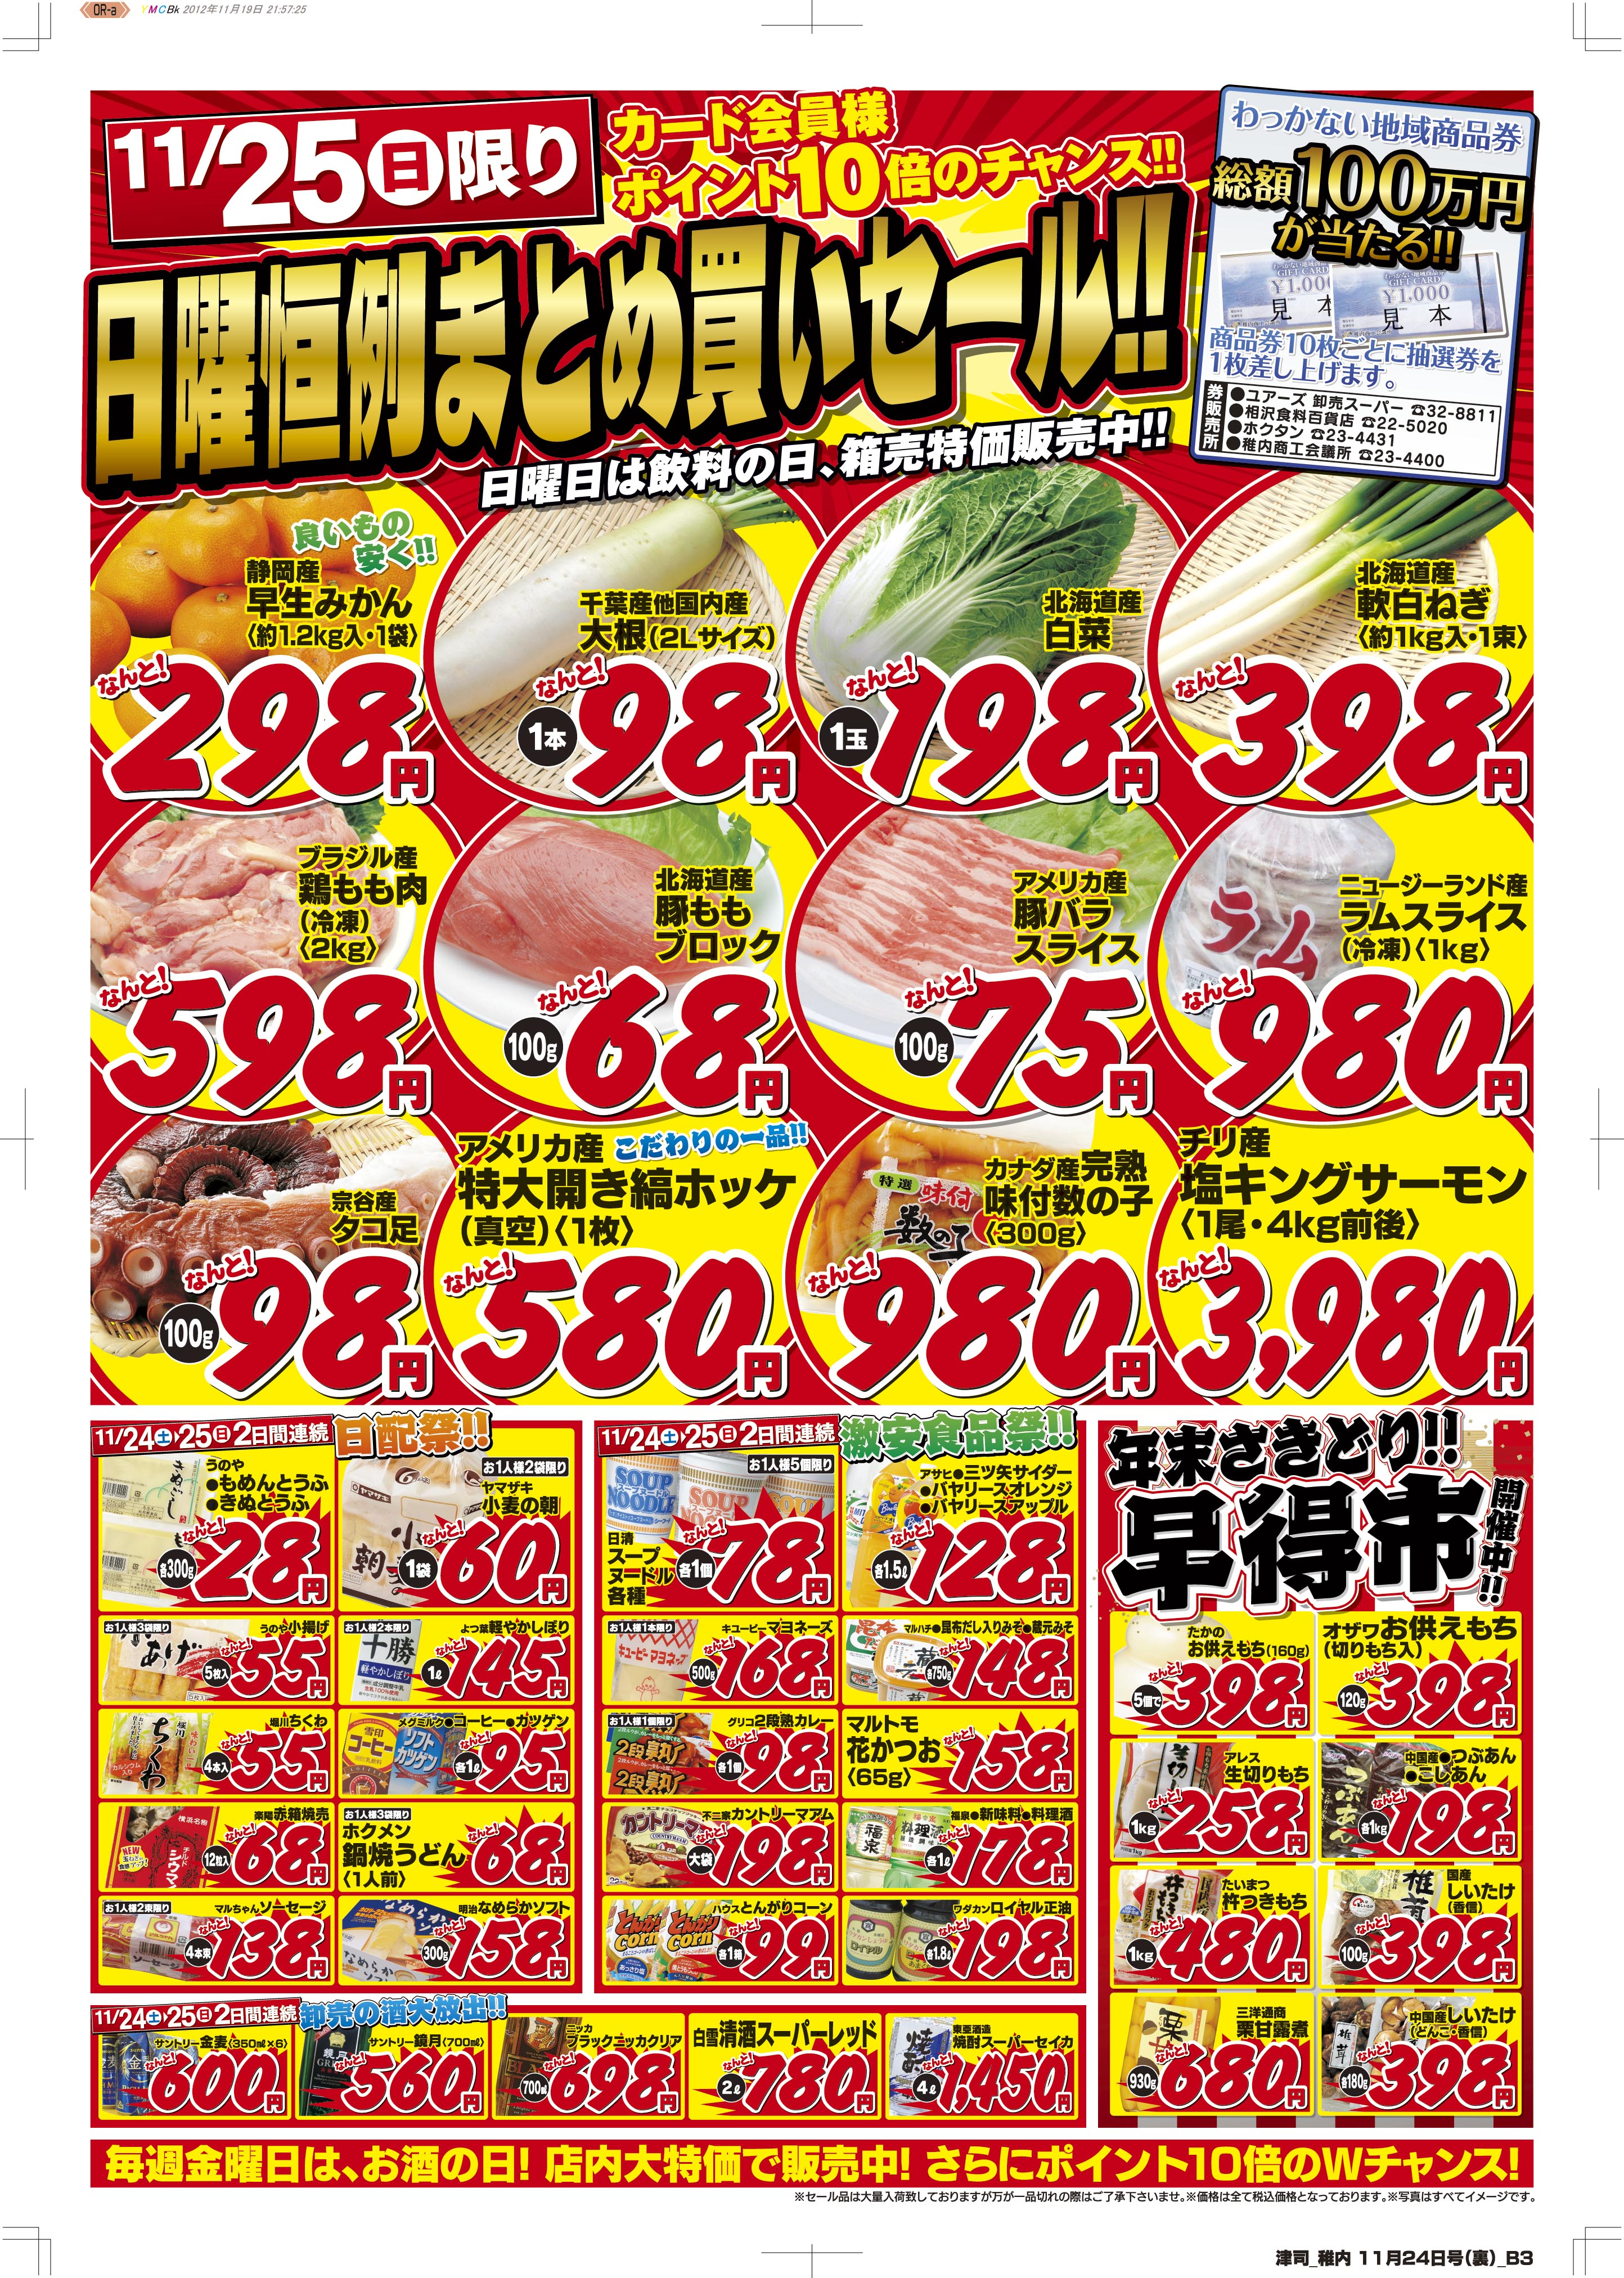 OR-a YMCBk 2012年11月19日 21:57:25
11/25日限り
カード会員様
ポイント10倍のチャンス!!
日曜恒例まとめ買いセール!!
日曜日は飲料の日、箱売特価販売中!!
わっかない地域商品券
総額100万円
が当たる!!
わっかない地域商品券
GIFT CARD
¥1,000
見本
わっかない地域商品券
GIFT CARD
¥1,000
見本
商品券10枚ごとに抽選券を
1枚差し上げます。
券販売所
●ユアーズ 卸売スーパー ☎32-8811
●相沢食料百貨店 ☎22-5020
●ホクタン ☎23-4431
●稚内商工会議所 ☎23-4400
良いもの
安く!!
静岡産
早生みかん
〈約1.2kg入・1袋〉
なんと!
298円
千葉産他国内産
大根(2Lサイズ)
なんと!
1本 98円
北海道産
白菜
なんと!
1玉 198円
北海道産
軟白ねぎ
〈約1kg入・1束〉
なんと!
398円
ブラジル産
鶏もも肉
(冷凍)
〈2kg〉
なんと!
598円
北海道産
豚もも
ブロック
なんと!
100g 68円
アメリカ産
豚バラ
スライス
なんと!
100g 75円
ラム
ニュージーランド産
ラムスライス
(冷凍)〈1kg〉
なんと!
980円
宗谷産
タコ足
なんと!
100g 98円
アメリカ産 こだわりの一品!!
特大開き縞ホッケ
(真空)〈1枚〉
なんと!
580円
特選 味付 数の子
カナダ産完熟
味付数の子
〈300g〉
なんと!
980円
チリ産
塩キングサーモン
〈1尾・4kg前後〉
なんと!
3,980円
11/24土▶25日2日間連続 日配祭!!
うのや
●もめんとうふ
●きぬとうふ
なんと!
各300g 28円
お1人様2袋限り
ヤマザキ
小麦の朝
なんと!
1袋 60円
お1人様3袋限り
うのや小揚げ
なんと!
5枚入 55円
お1人様2本限り
よつ葉軽やかしぼり
なんと!
1ℓ 145円
堀川ちくわ
なんと!
4本入 55円
メグミルク●コーヒー●カツゲン
なんと!
各1ℓ 95円
楽陽赤箱焼売
なんと!
12粒入 68円
お1人様3袋限り
ホクメン
鍋焼うどん
〈1人前〉
なんと!
68円
お1人様2束限り
マルちゃんソーセージ
なんと!
4本束 138円
明治なめらかソフト
なんと!
300g 158円
11/24土▶25日2日間連続 激安食品祭!!
お1人様5個限り
SOUP NOODLE
日清
スープ
ヌードル
各種
なんと!
各1個 78円
アサヒ●三ツ矢サイダー
●バヤリースオレンジ
●バヤリースアップル
なんと!
各1.5ℓ 128円
お1人様1本限り
キユーピーマヨネーズ
なんと!
500g 168円
マルハチ●昆布だし入りみそ●蔵元みそ
なんと!
各750g 148円
お1人様1個限り
グリコ2段熟カレー
なんと!
各1個 98円
マルトモ
花かつお
〈65g〉
なんと!
158円
不二家カントリーマアム
なんと!
大袋 198円
福泉●新味料●料理酒
なんと!
各1ℓ 178円
ハウスとんがりコーン
なんと!
各1箱 99円
ワダカンロイヤル正油
なんと!
各1.8ℓ 198円
年末さきどり!!
早得市
開催中!!
たかの
お供えもち(160g)
なんと!
5個で 398円
オザワお供えもち
(切りもち入)
なんと!
120g 398円
アレス
生切りもち
なんと!
1kg 258円
中国産●つぶあん
●こしあん
なんと!
各1kg 198円
たいまつ
杵つきもち
なんと!
1kg 480円
国産
しいたけ
(香信)
なんと!
100g 398円
三洋通商
栗甘露煮
なんと!
930g 680円
中国産しいたけ
(どんこ・香信)
なんと!
各180g 398円
11/24土▶25日2日間連続 卸売の酒大放出!!
サントリー金麦〈350㎖×6〉
なんと!
600円
サントリー鏡月〈700㎖〉
なんと!
560円
ニッカ
ブラックニッカクリア
なんと!
700㎖ 698円
白雪清酒スーパーレッド
なんと!
2ℓ 780円
東亜酒造
焼酎スーパーセイカ
なんと!
4ℓ 1,450円
毎週金曜日は、お酒の日! 店内大特価で販売中! さらにポイント10倍のWチャンス!
※セール品は大量入荷致しておりますが万が一品切れの際はご了承下さいませ。※価格は全て税込価格となっております。※写真はすべてイメージです。
津司_稚内 11月24日号(裏)_B3